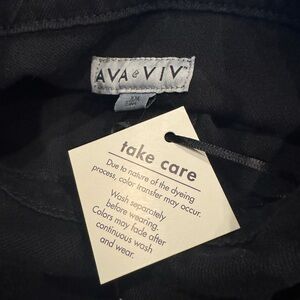 AVA & VIV
take care
Due to nature of the dyeing
process, color transfer may occur.
Wash separately
before wearing.
Colors may fade after
continuous wash
and wear.